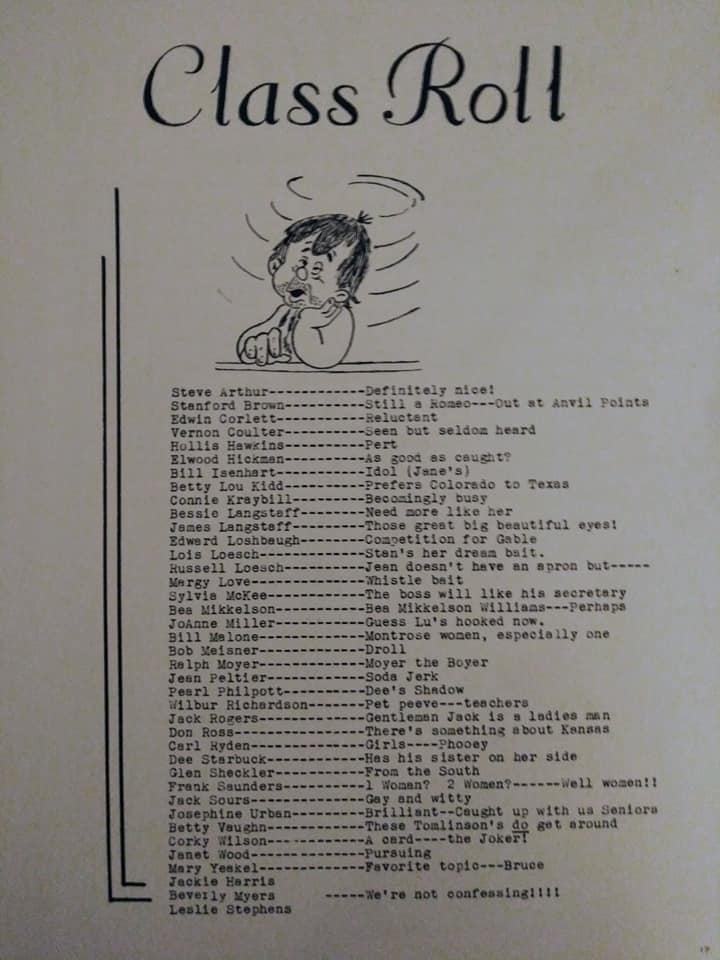 Class Roll
Steve Arthur------------Definitely nice!
Stanford Brown----------Still a Romeo---Out at Anvil Points
Edwin Corlett-----------Reluctant
Vernon Coulter----------Seen but seldom heard
Hollis Hawkins----------Pert
Elwood Hickman----------As good as caught?
Bill Isenhart-----------Idol (Jane's)
Betty Lou Kidd----------Prefers Colorado to Texas
Connie Kraybill---------Becomingly busy
Bessie Langstaff--------Need more like her
James Langstaff---------Those great big beautiful eyes!
Edward Loshbaugh--------Competition for Gable
Lois Loesch-------------Stan's her dream bait.
Russell Loesch----------Jean doesn't have an apron but-----
Margy Love--------------Whistle bait
Sylvia McKee------------The boss will like his secretary
Bea Mikkelson-----------Bea Mikkelson Williams---Perhaps
JoAnne Miller-----------Guess Lu's hooked now.
Bill Malone-------------Montrose women, especially one
Bob Meisner-------------Droll
Ralph Moyer-------------Moyer the Boyer
Jean Peltier------------Soda Jerk
Pearl Philpott----------Dee's Shadow
Wilbur Richardson-------Pet peeve---teachers
Jack Rogers-------------Gentleman Jack is a ladies man
Don Ross----------------There's something about Kansas
Carl Ryden--------------Girls----Phooey
Dee Starbuck------------Has his sister on her side
Glen Sheckler-----------From the South
Frank Saunders----------1 Woman? 2 Women?------Well women!!
Jack Sours--------------Gay and witty
Josephine Urban---------Brilliant--Caught up with us Seniors
Betty Vaughn------------These Tomlinson's do get around
Corky Wilson------------A card----the Joker!
Janet Wood--------------Pursuing
Mary Yeakel-------------Favorite topic---Bruce
Jackie Harris
Beverly Myers -----We're not confessing!!!!
Leslie Stephens